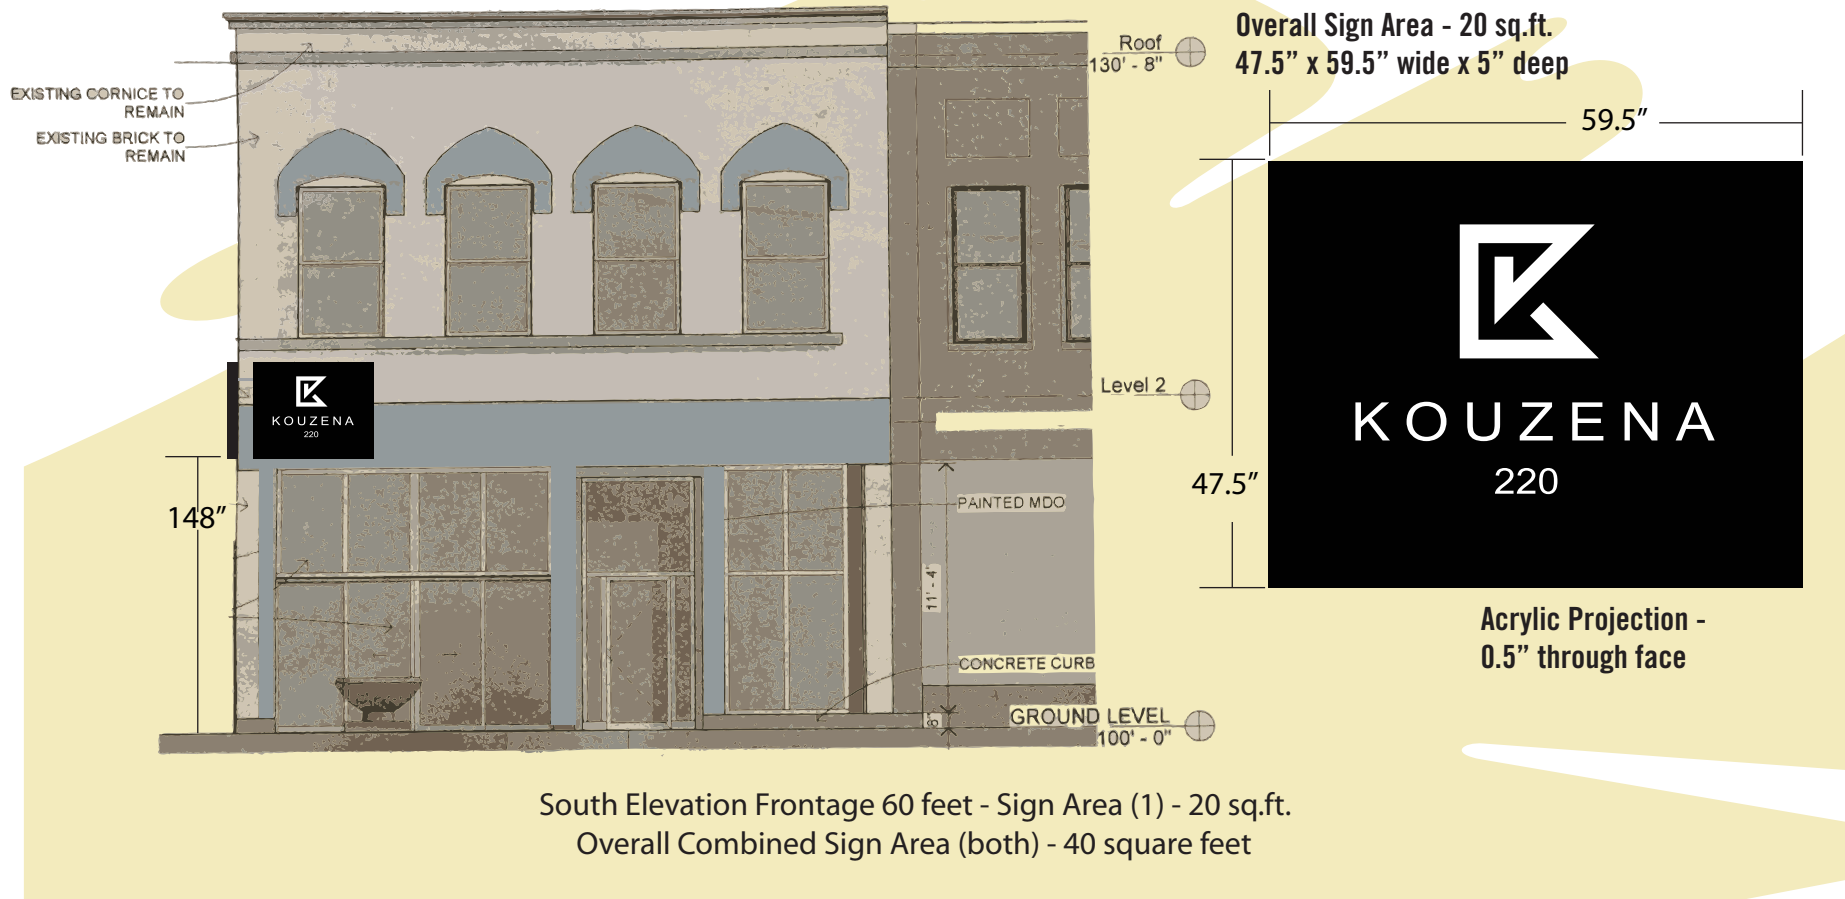 Overall Sign Area - 20 sq.ft.
47.5” x 59.5” wide x 5” deep
Roof
130' - 8"
EXISTING CORNICE TO
REMAIN
EXISTING BRICK TO
REMAIN
59.5”
KOUZENA
220
47.5”
Level 2
KOUZENA
220
148”
PAINTED MDO
11' - 4"
CONCRETE CURB
8"
GROUND LEVEL
100' - 0"
Acrylic Projection -
0.5” through face
South Elevation Frontage 60 feet - Sign Area (1) - 20 sq.ft.
Overall Combined Sign Area (both) - 40 square feet